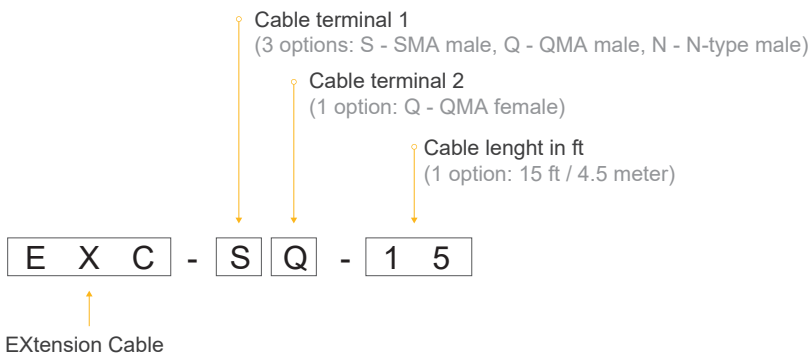 Cable terminal 1
(3 options: S - SMA male, Q - QMA male, N - N-type male)
Cable terminal 2
(1 option: Q - QMA female)
Cable lenght in ft
(1 option: 15 ft / 4.5 meter)
E X C - S Q - 1 5
EXtension Cable